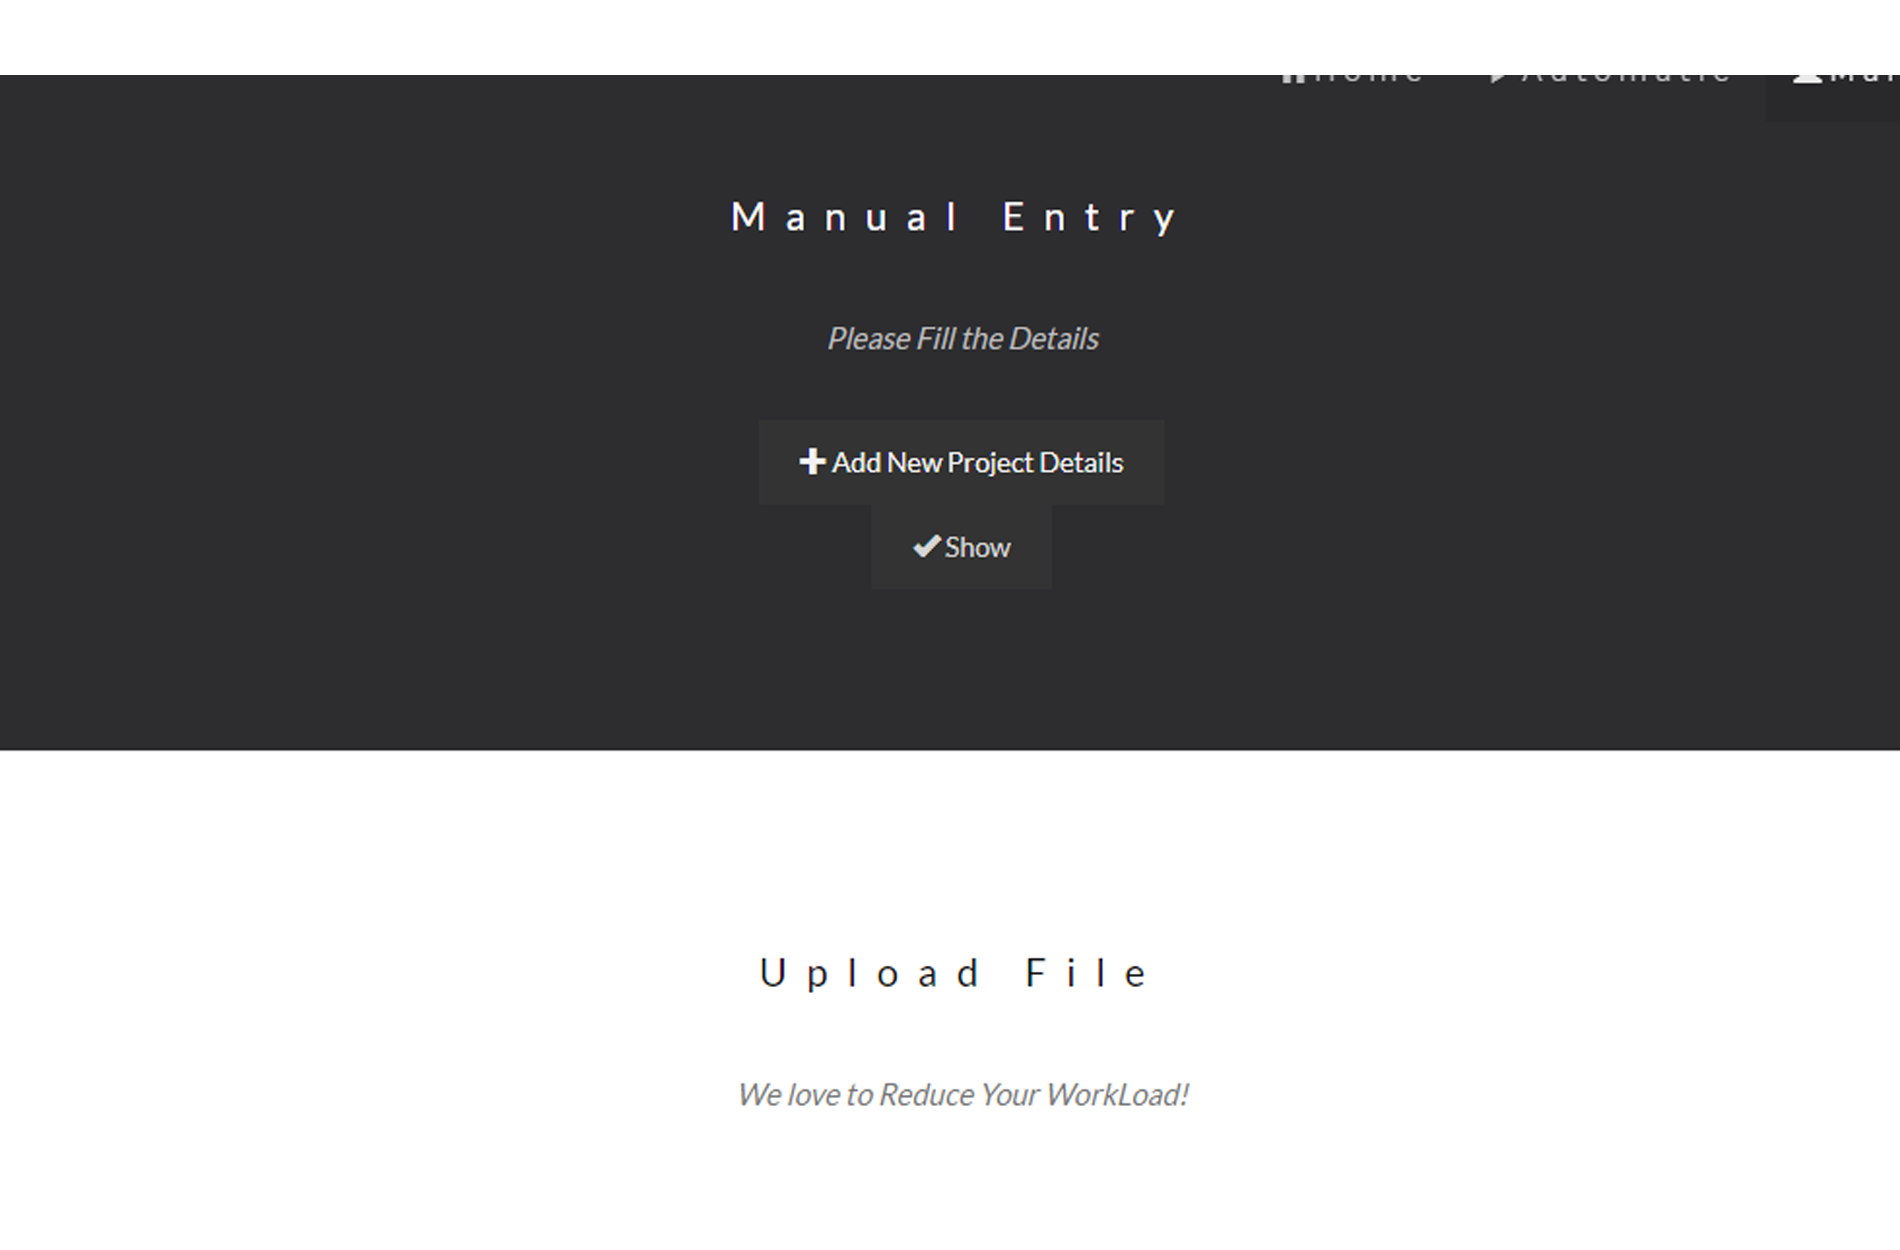 Home Automatic
Manual Entry
Please Fill the Details
Add New Project Details
Show
Upload File
We love to Reduce Your WorkLoad!